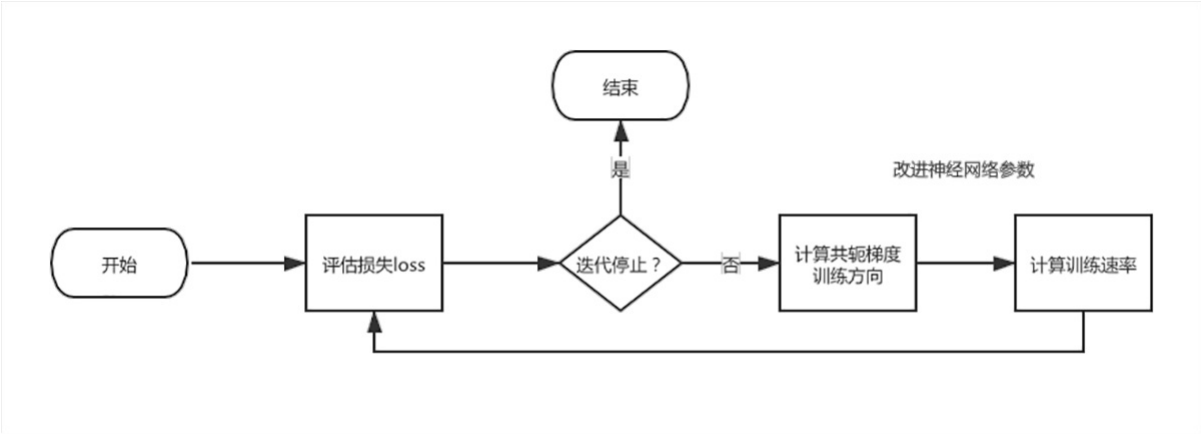 结束
是
改进神经网络参数
开始
评估损失loss
迭代停止？
否
计算共轭梯度
训练方向
计算训练速率